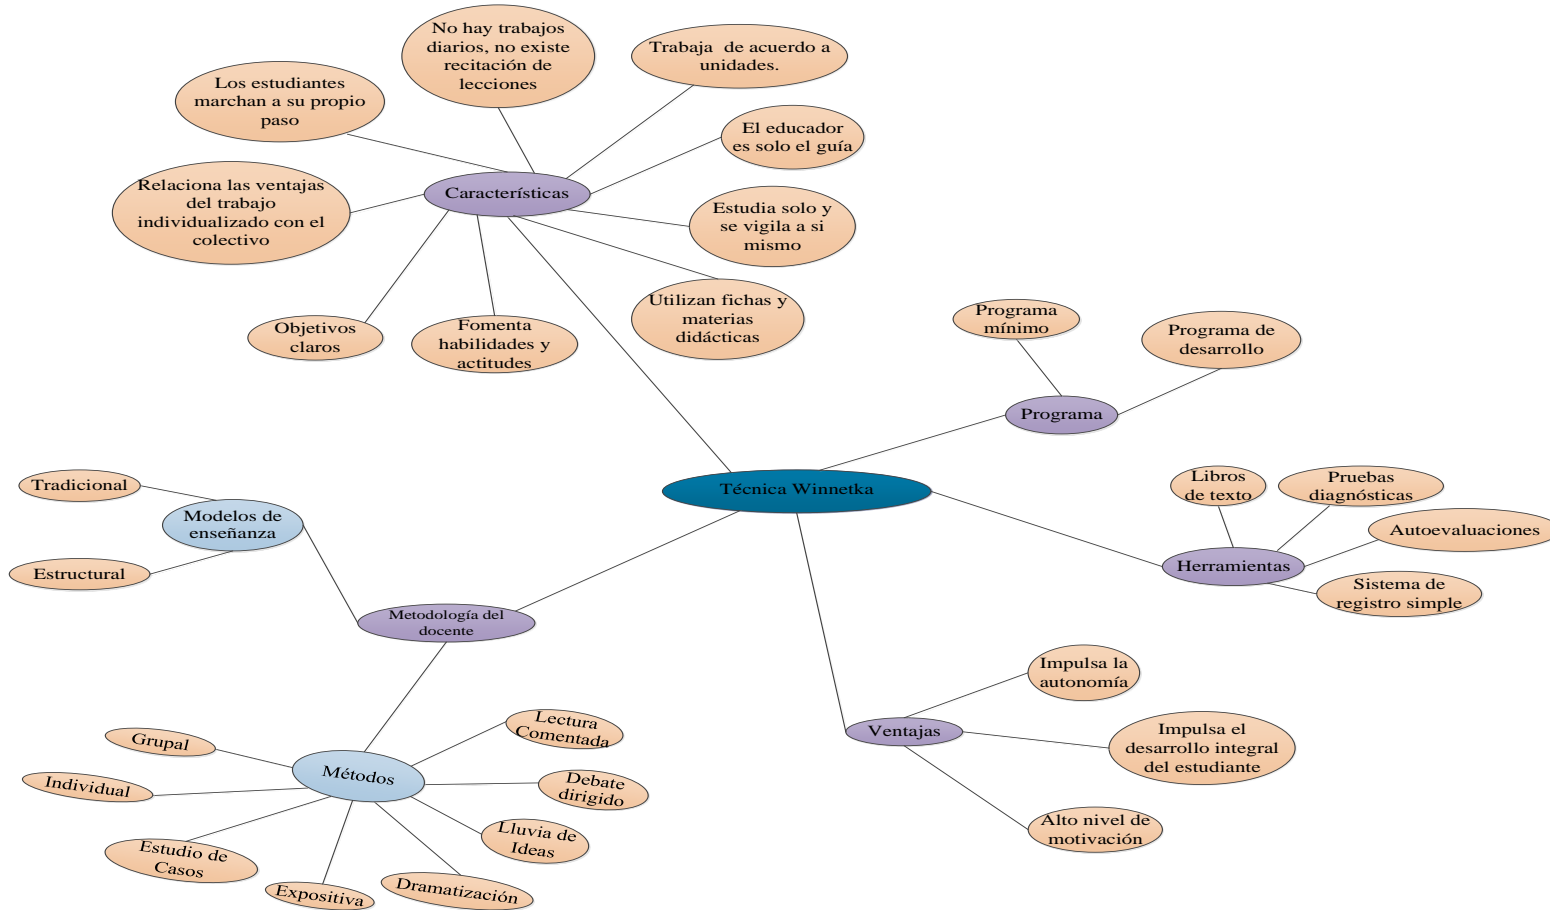 No hay trabajos
diarios, no existe
recitación de
lecciones
Trabaja de acuerdo a
unidades.
Los estudiantes
marchan a su propio
paso
El educador
es solo el guía
Relaciona las ventajas
del trabajo
individualizado con el
colectivo
Características
Estudia solo y
se vigila a si
mismo
Objetivos
claros
Fomenta
habilidades y
actitudes
Utilizan fichas y
materias
didácticas
Programa
mínimo
Programa de
desarrollo
Programa
Técnica Winnetka
Libros
de texto
Pruebas
diagnósticas
Autoevaluaciones
Herramientas
Sistema de
registro simple
Tradicional
Modelos de
enseñanza
Estructural
Metodología del
docente
Impulsa la
autonomía
Ventajas
Impulsa el
desarrollo integral
del estudiante
Alto nivel de
motivación
Lectura
Comentada
Grupal
Métodos
Individual
Debate
dirigido
Estudio de
Casos
Lluvia de
Ideas
Expositiva
Dramatización